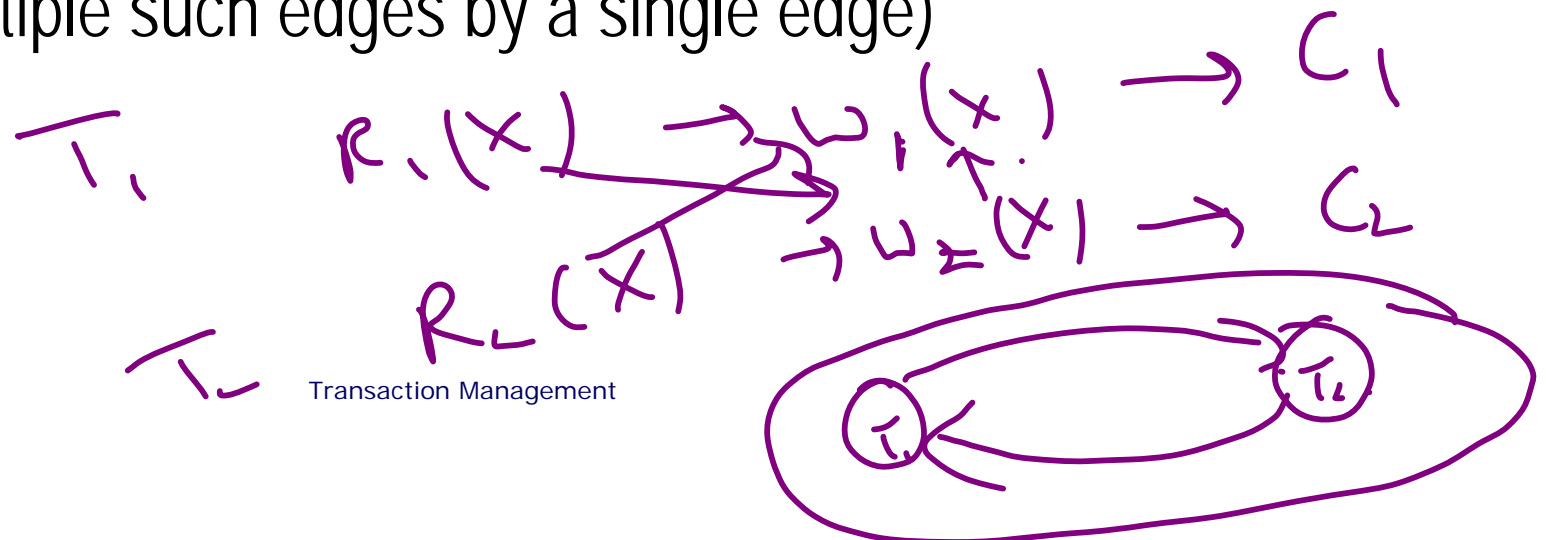 tiple such edges by a single edge)
T1 R1(X) → W1(X) → C1
R2(X) → W2(X) → C2
T2
Transaction Management
T1 T2